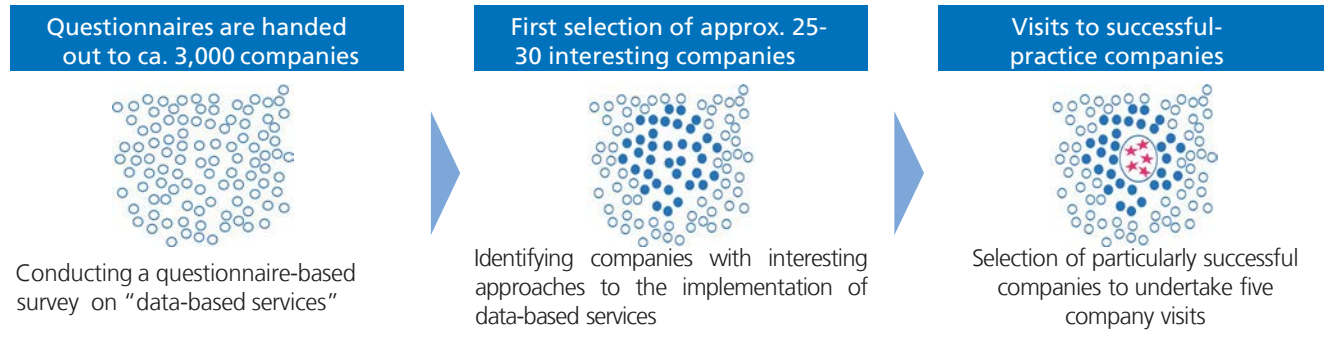 Questionnaires are handed
out to ca. 3,000 companies
First selection of approx. 25-
30 interesting companies
Visits to successful-
practice companies
Conducting a questionnaire-based
survey on “data-based services”
Identifying companies with interesting
approaches to the implementation of
data-based services
Selection of particularly successful
companies to undertake five
company visits